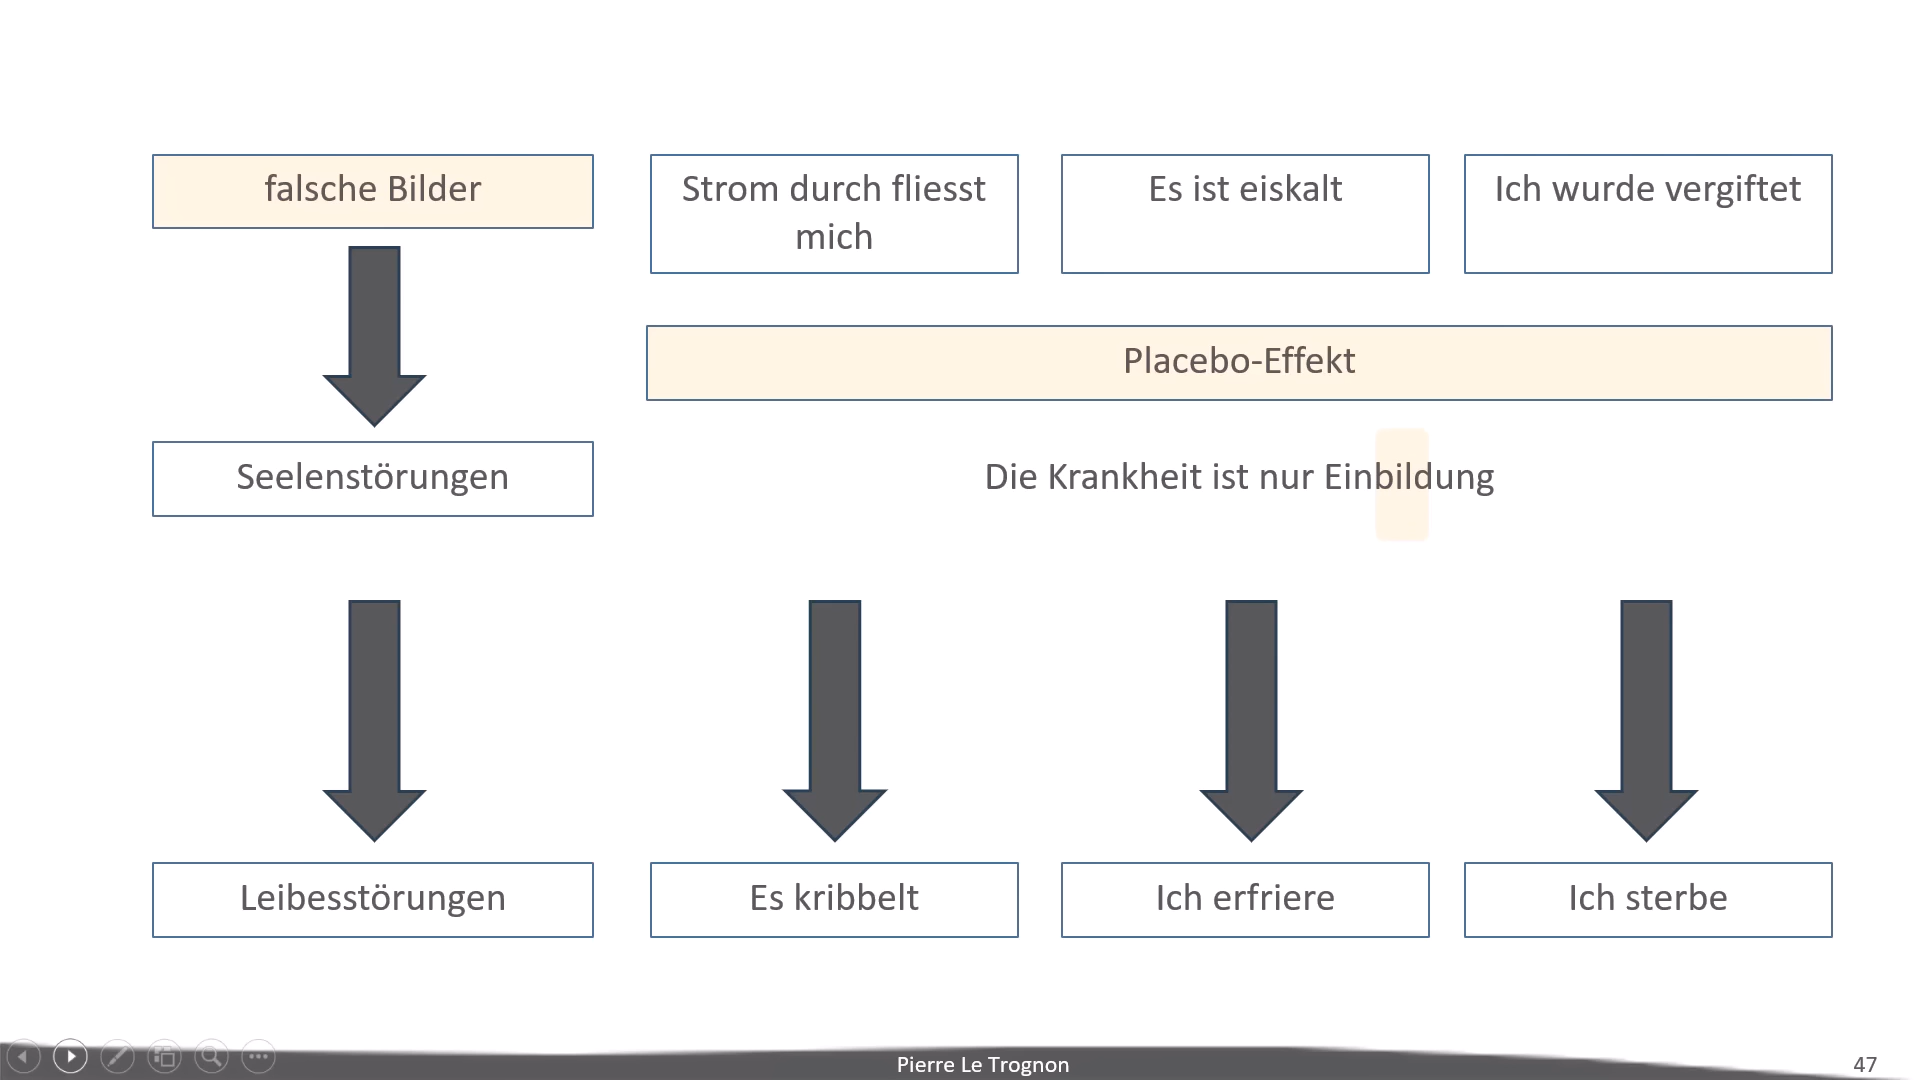 falsche Bilder
Strom durch fliesst
mich
Es ist eiskalt
Ich wurde vergiftet
Placebo-Effekt
Seelenstörungen
Die Krankheit ist nur Einbildung
Leibesstörungen
Es kribbelt
Ich erfriere
Ich sterbe
Pierre Le Trognon
47